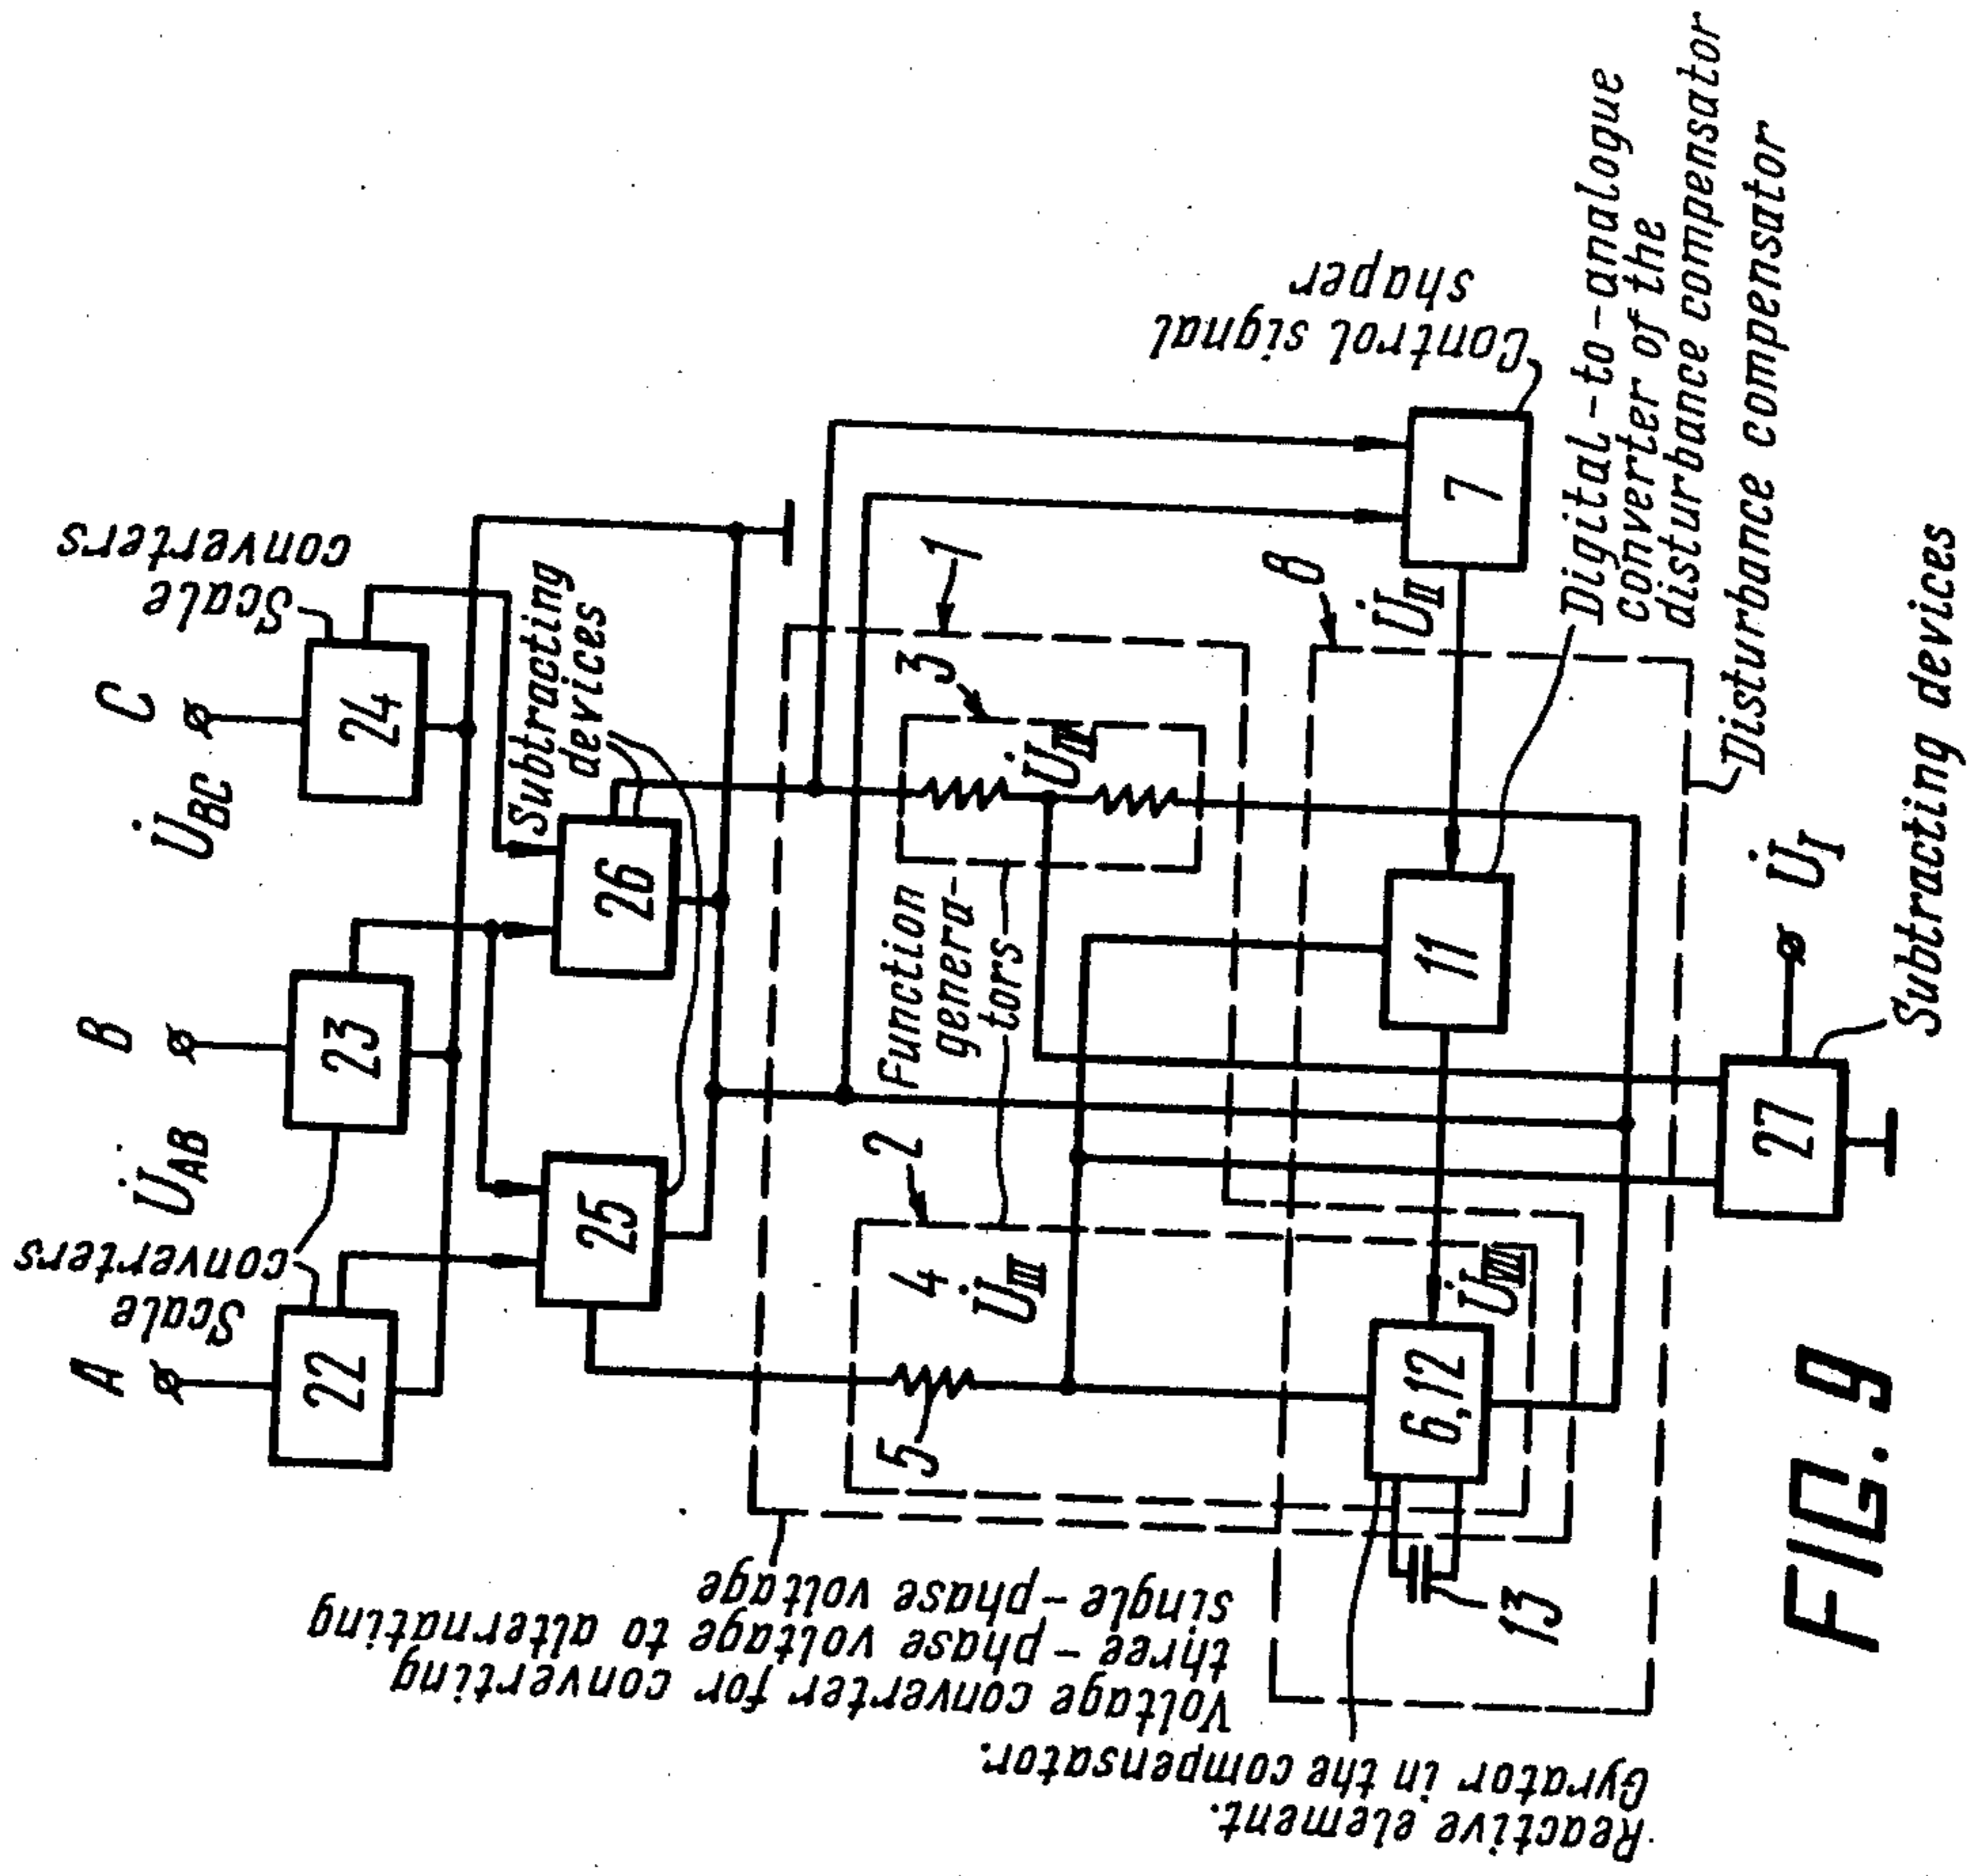 A
U̇AB
B
U̇BC
C
Scale
converters
Scale
converters
22
23
24
Subtracting
devices
25
26
1
2
3
4
U̇III
U̇IV
5
Function
genera-
tors
8
U̇II
Control signal
shaper
7
11
6,12
U̇VII
13
Digital-to-analogue
converter of the
disturbance compensator
Disturbance compensator
27
U̇I
Subtracting devices
Voltage converter for converting
three-phase voltage to alternating
single-phase voltage
Reactive element.
Gyrator in the compensator.
FIG. 9